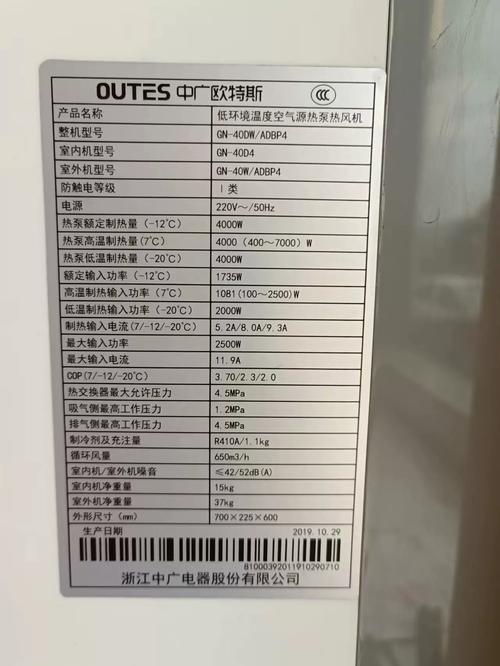 OUTES 中广欧特斯
产品名称 低环境温度空气源热泵热风机
整机型号 GN-40DW/ADBP4
室内机型号 GN-40D4
室外机型号 GN-40W/ADBP4
防触电等级 I类
电源 220V~/50Hz
热泵额定制热量(-12℃) 4000W
热泵高温制热量(7℃) 4000(400~7000)W
热泵低温制热量(-20℃) 4000W
额定输入功率(-12℃) 1735W
高温制热输入功率(7℃) 1081(100~2500)W
低温制热输入功率(-20℃) 2000W
制热输入电流(7/-12/-20℃) 5.2A/8.0A/9.3A
最大输入功率 2500W
最大输入电流 11.9A
COP(7/-12/-20℃) 3.70/2.3/2.0
热交换器最大允许压力 4.5MPa
吸气侧最高工作压力 1.2MPa
排气侧最高工作压力 4.5MPa
制冷剂及充注量 R410A/1.1kg
循环风量 650m3/h
室内机/室外机噪音 ≤42/52dB(A)
室内机净重量 15kg
室外机净重量 37kg
外形尺寸(mm) 700×225×600
生产日期 2019.10.29
81000392011910290710
浙江中广电器股份有限公司